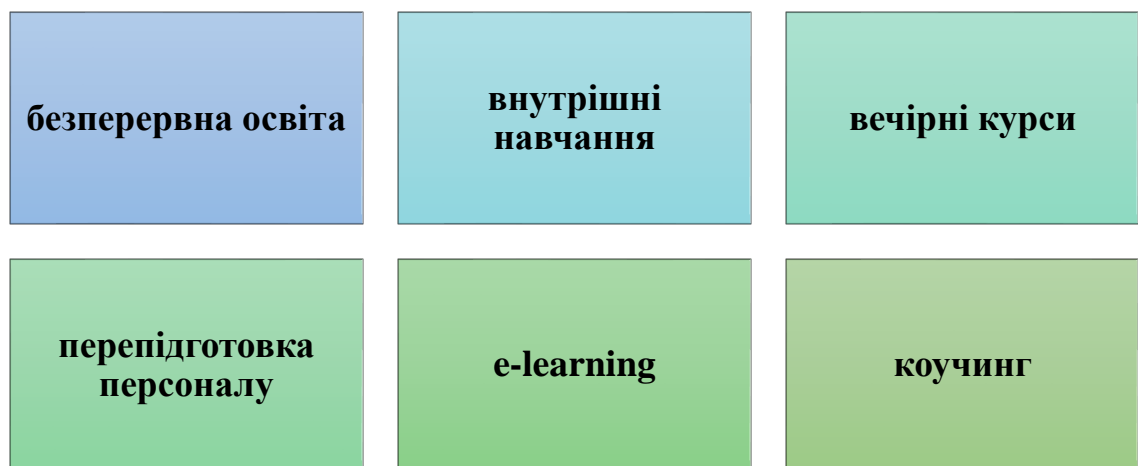 безперервна освіта
внутрішні
навчання
вечірні курси
перепідготовка
персоналу
e-learning
коучинг